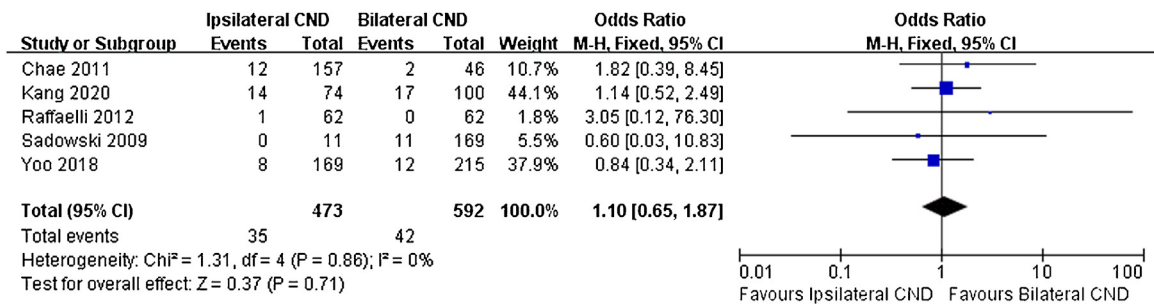 Ipsilateral CND Bilateral CND Odds Ratio Odds Ratio
Study or Subgroup Events Total Events Total Weight M-H, Fixed, 95% CI M-H, Fixed, 95% CI
Chae 2011 12 157 2 46 10.7% 1.82 [0.39, 8.45]
Kang 2020 14 74 17 100 44.1% 1.14 [0.52, 2.49]
Raffaelli 2012 1 62 0 62 1.8% 3.05 [0.12, 76.30]
Sadowski 2009 0 11 11 169 5.5% 0.60 [0.03, 10.83]
Yoo 2018 8 169 12 215 37.9% 0.84 [0.34, 2.11]
Total (95% CI) 473 592 100.0% 1.10 [0.65, 1.87]
Total events 35 42
Heterogeneity: Chi² = 1.31, df = 4 (P = 0.86); I² = 0%
Test for overall effect: Z = 0.37 (P = 0.71)
0.01 0.1 1 10 100
Favours Ipsilateral CND Favours Bilateral CND